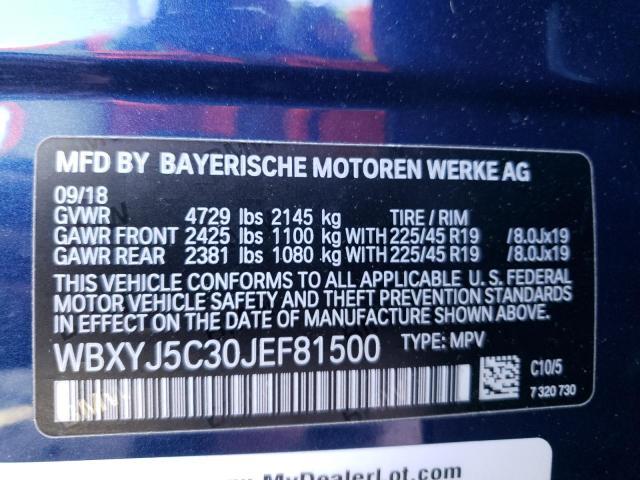 MFD BY BAYERISCHE MOTOREN WERKE AG
09/18
GVWR 4729 lbs 2145 kg TIRE / RIM
GAWR FRONT 2425 lbs 1100 kg WITH 225/45 R19 /8.0Jx19
GAWR REAR 2381 lbs 1080 kg WITH 225/45 R19 /8.0Jx19
THIS VEHICLE CONFORMS TO ALL APPLICABLE U. S. FEDERAL
MOTOR VEHICLE SAFETY AND THEFT PREVENTION STANDARDS
IN EFFECT ON THE DATE OF MANUFACTURE SHOWN ABOVE.
WBXYJ5C30JEF81500 TYPE: MPV
C10/5
7 320 730
MyDealerLot.com